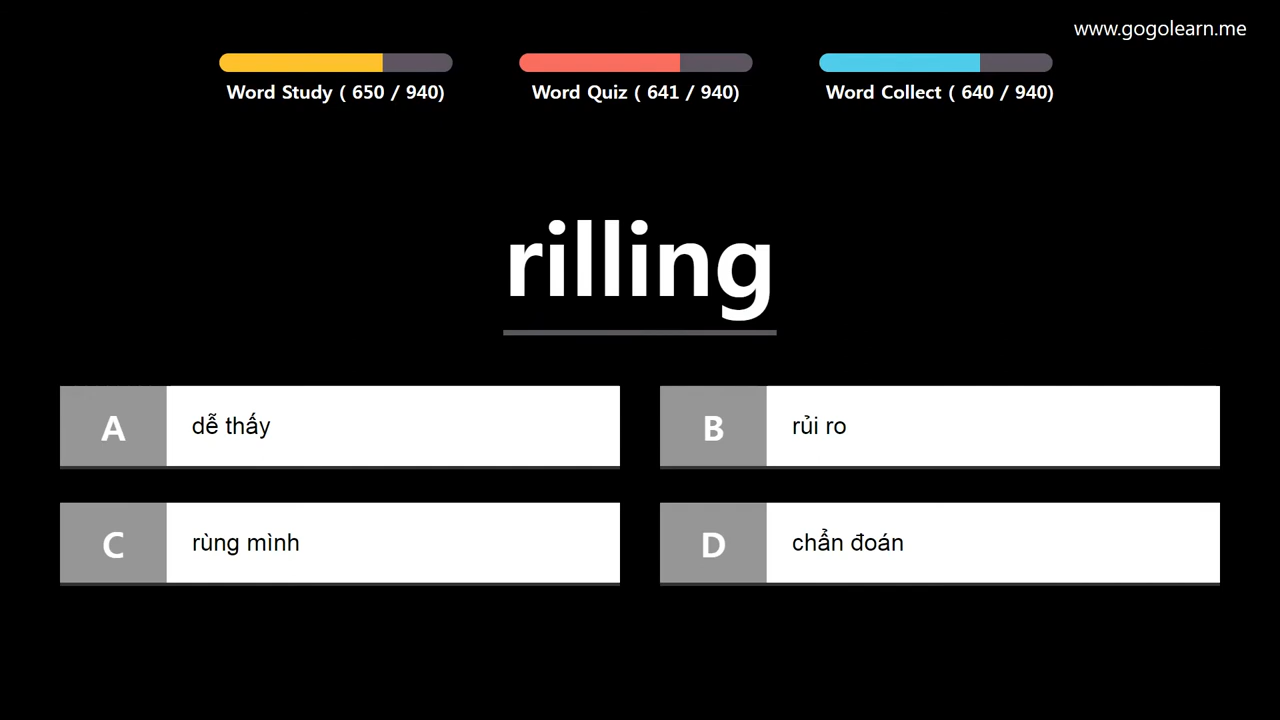 www.gogolearn.me
Word Study ( 650 / 940)
Word Quiz ( 641 / 940)
Word Collect ( 640 / 940)
rilling
A dễ thấy
B rủi ro
C rùng mình
D chẩn đoán